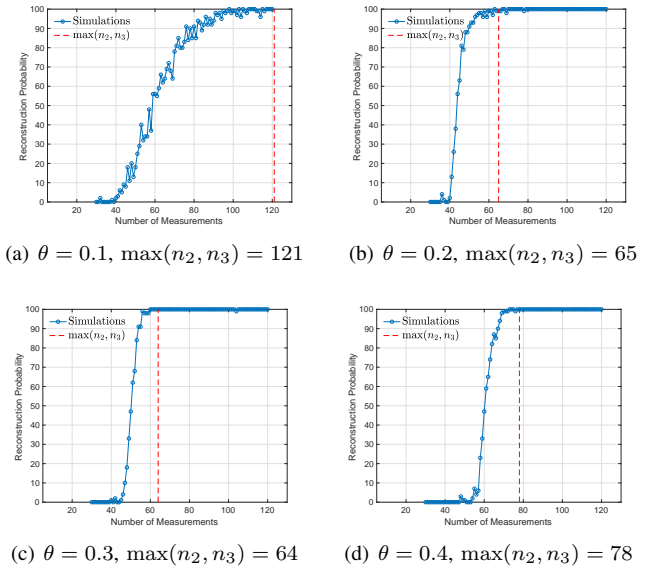 100
90
80
70
60
50
40
30
20
10
0
Reconstruction Probability
Simulations
max(n₂, n₃)
20 40 60 80 100 120
Number of Measurements
(a) θ = 0.1, max(n₂, n₃) = 121
100
90
80
70
60
50
40
30
20
10
0
Reconstruction Probability
Simulations
max(n₂, n₃)
20 40 60 80 100 120
Number of Measurements
(b) θ = 0.2, max(n₂, n₃) = 65
100
90
80
70
60
50
40
30
20
10
0
Reconstruction Probability
Simulations
max(n₂, n₃)
20 40 60 80 100 120
Number of Measurements
(c) θ = 0.3, max(n₂, n₃) = 64
100
90
80
70
60
50
40
30
20
10
0
Reconstruction Probability
Simulations
max(n₂, n₃)
20 40 60 80 100 120
Number of Measurements
(d) θ = 0.4, max(n₂, n₃) = 78